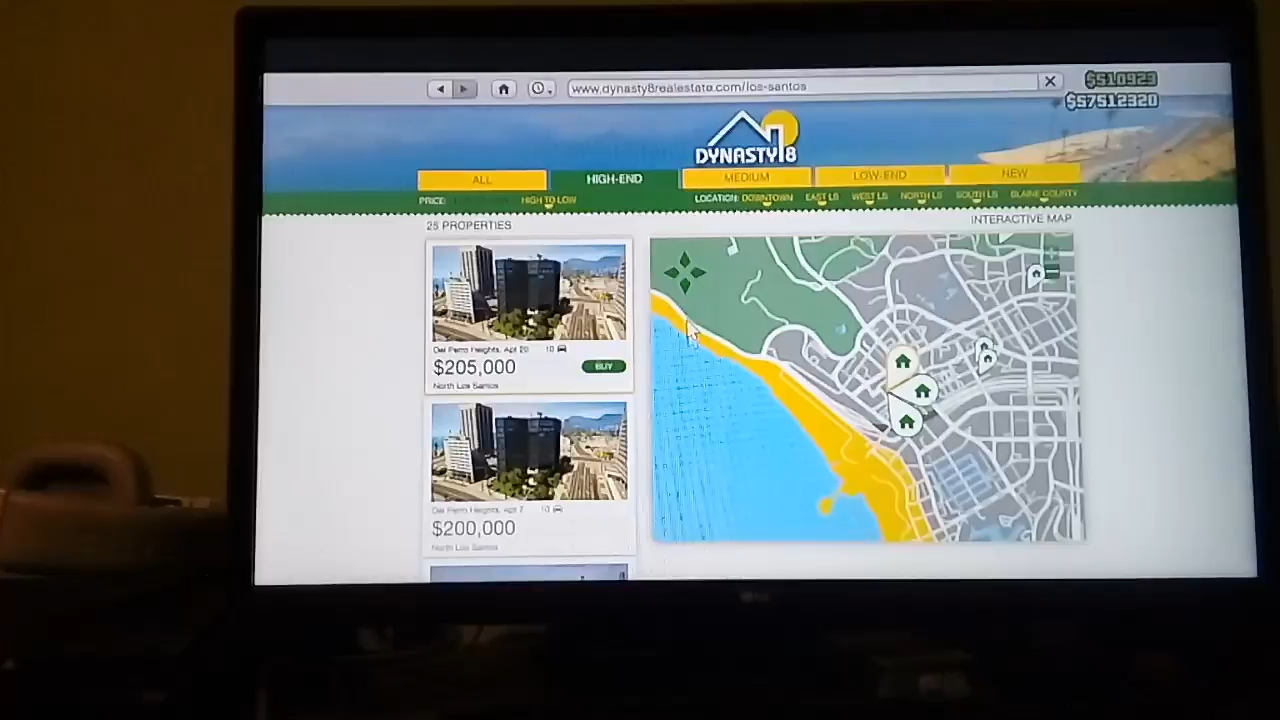 www.dynasty8realestate.com/los-santos
$510923
$57512320
DYNASTY 8
ALL
HIGH-END
MEDIUM
LOW-END
NEW
PRICE:
HIGH TO LOW
LOCATION: DOWNTOWN EAST LS WEST LS NORTH LS SOUTH LS BLAINE COUNTY
25 PROPERTIES
INTERACTIVE MAP
Del Perro Heights, Apt 20 10
$205,000
BUY
North Los Santos
Del Perro Heights, Apt 7 10
$200,000
North Los Santos